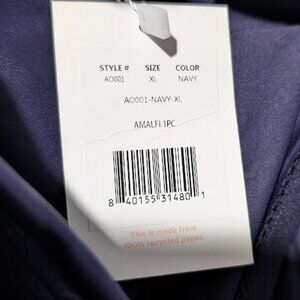 STYLE # SIZE COLOR
AO001 XL NAVY
AO001-NAVY-XL
AMALFI 1PC
8 40155 31480 1
This is made from
100% recycled paper.